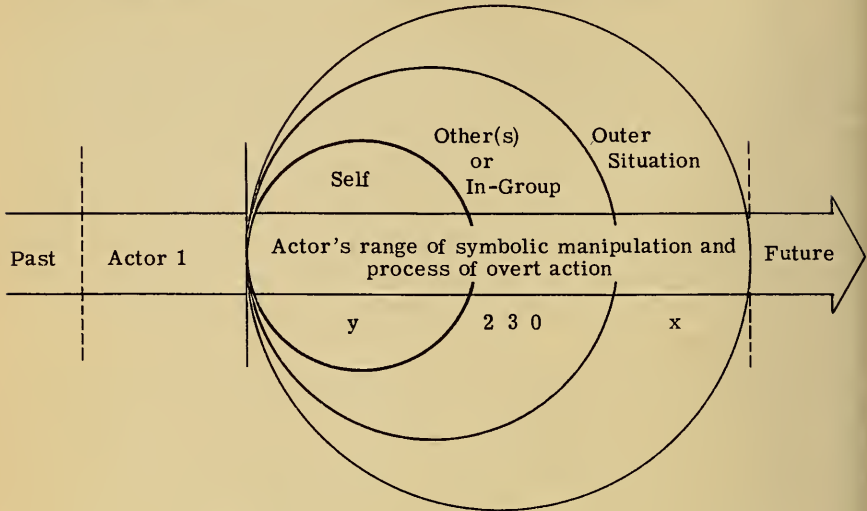 Self
Other(s)
or
In-Group
Outer
Situation
Past
Actor 1
Actor's range of symbolic manipulation and
process of overt action
Future
y
2 3 0
x